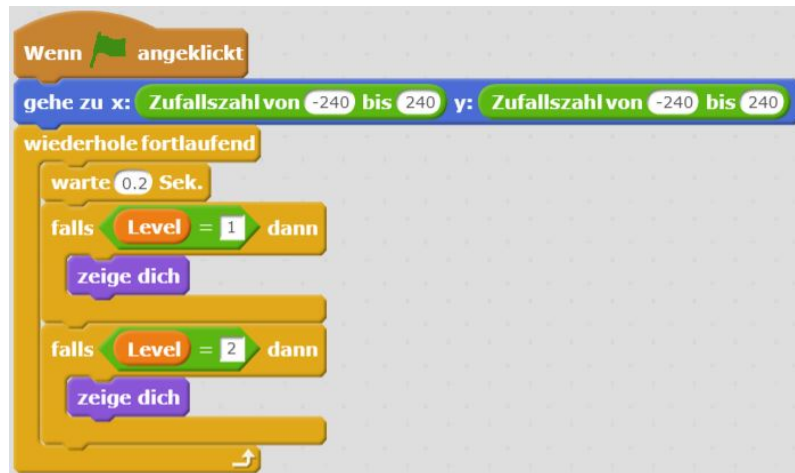 Wenn angeklickt
gehe zu x: Zufallszahl von -240 bis 240 y: Zufallszahl von -240 bis 240
wiederhole fortlaufend
warte 0.2 Sek.
falls Level = 1 dann
zeige dich
falls Level = 2 dann
zeige dich